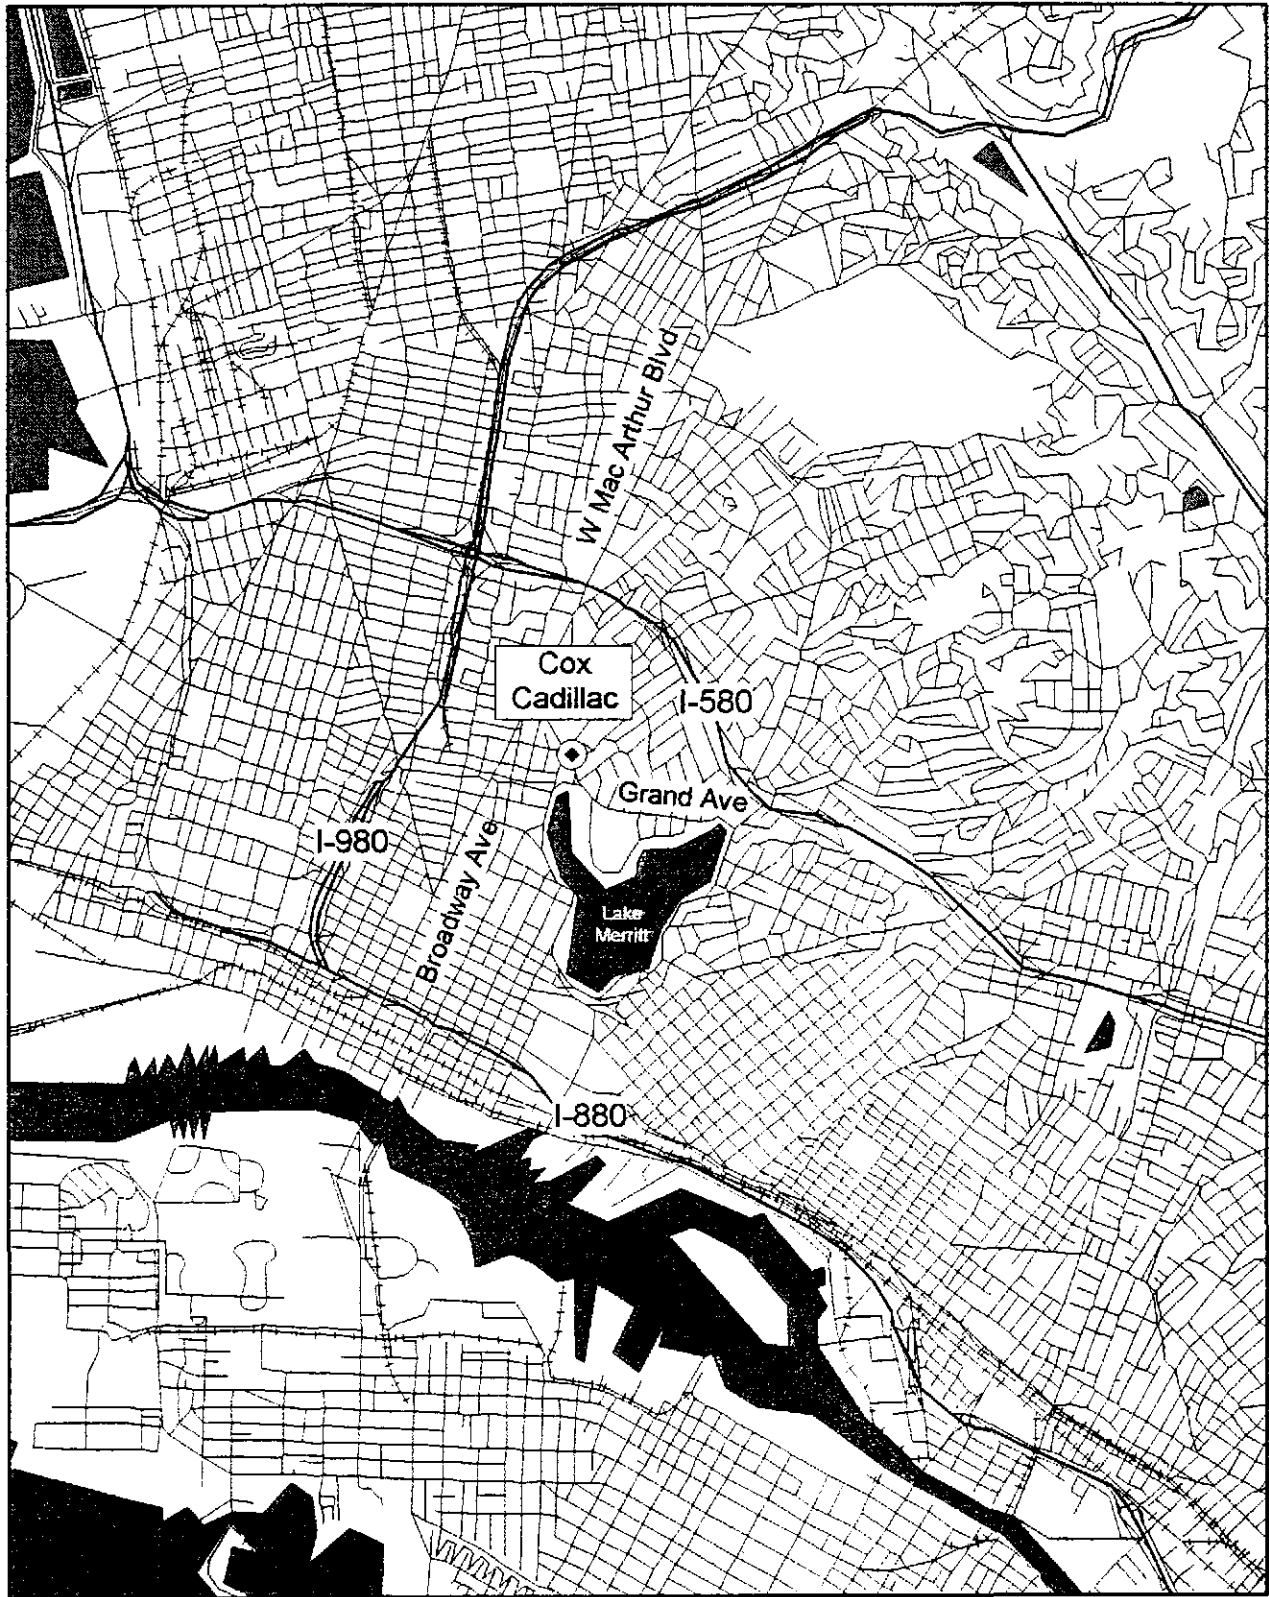 W Mac Arthur Blvd
Cox
Cadillac
I-580
Grand Ave
I-980
Broadway Ave
Lake
Merritt
I-880